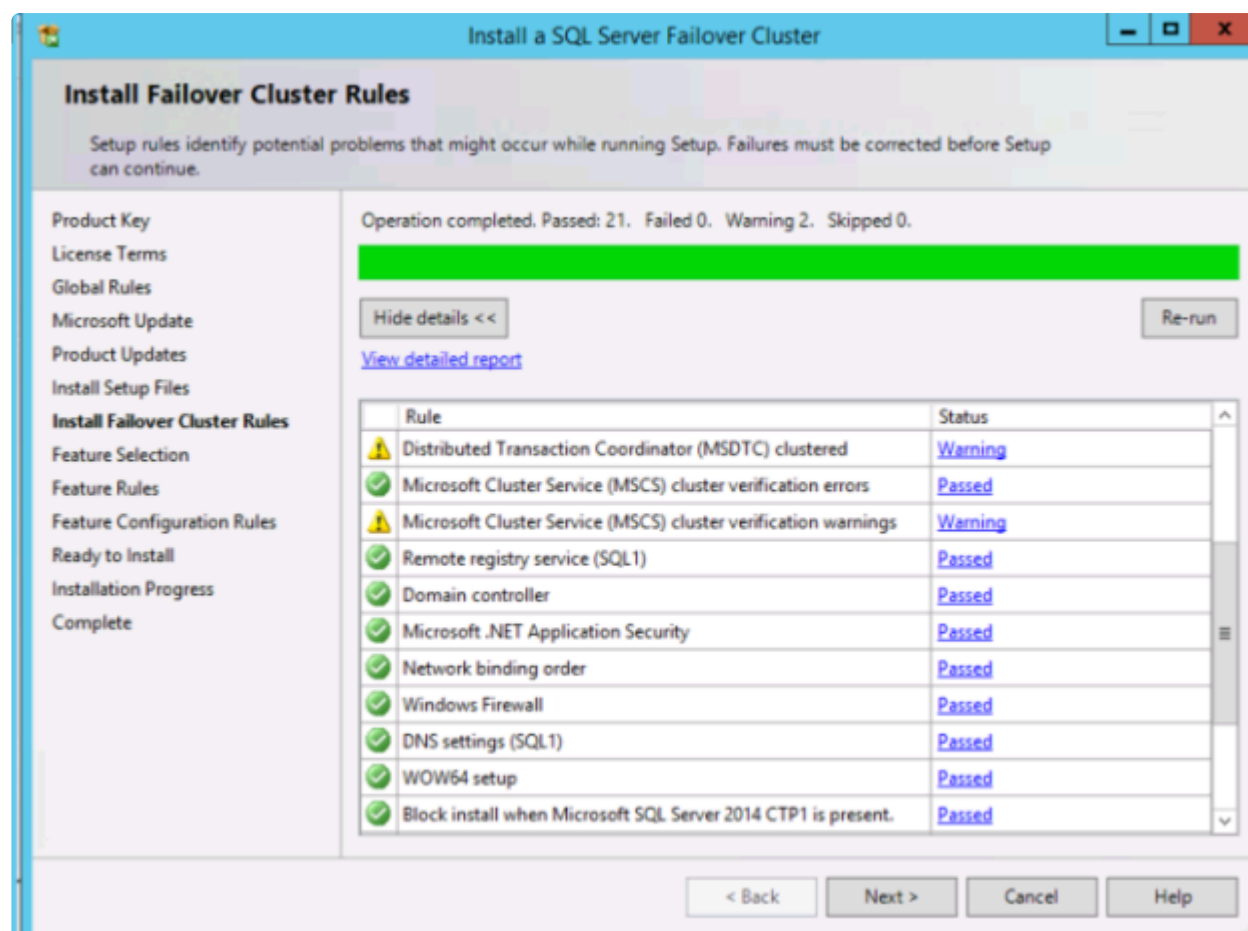 Install a SQL Server Failover Cluster
Install Failover Cluster Rules
Setup rules identify potential problems that might occur while running Setup. Failures must be corrected before Setup
can continue.
Product Key
License Terms
Global Rules
Microsoft Update
Product Updates
Install Setup Files
Install Failover Cluster Rules
Feature Selection
Feature Rules
Feature Configuration Rules
Ready to Install
Installation Progress
Complete
Operation completed. Passed: 21. Failed 0. Warning 2. Skipped 0.
Hide details <<
Re-run
View detailed report
Rule Status
Distributed Transaction Coordinator (MSDTC) clustered Warning
Microsoft Cluster Service (MSCS) cluster verification errors Passed
Microsoft Cluster Service (MSCS) cluster verification warnings Warning
Remote registry service (SQL1) Passed
Domain controller Passed
Microsoft .NET Application Security Passed
Network binding order Passed
Windows Firewall Passed
DNS settings (SQL1) Passed
WOW64 setup Passed
Block install when Microsoft SQL Server 2014 CTP1 is present. Passed
< Back Next > Cancel Help